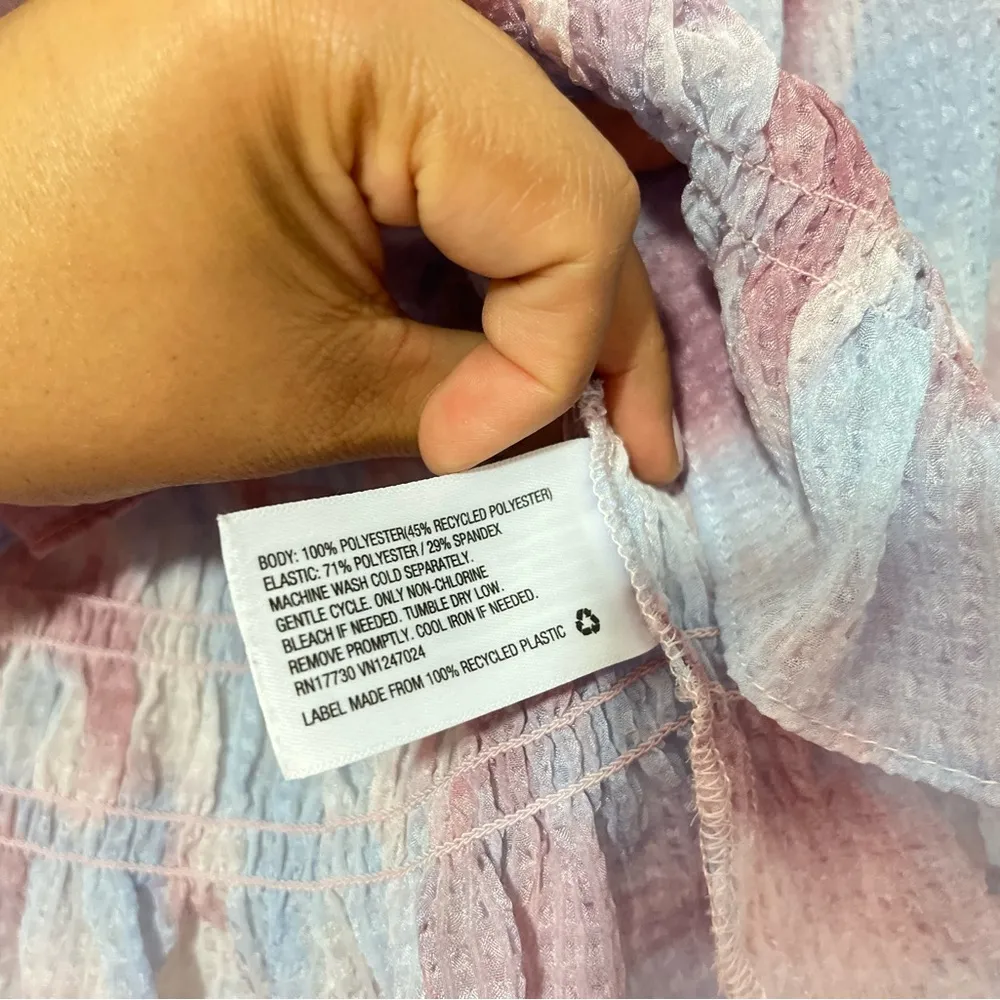 BODY: 100% POLYESTER(45% RECYCLED POLYESTER)
ELASTIC: 71% POLYESTER / 29% SPANDEX
MACHINE WASH COLD SEPARATELY.
GENTLE CYCLE. ONLY NON-CHLORINE
BLEACH IF NEEDED. TUMBLE DRY LOW.
REMOVE PROMPTLY. COOL IRON IF NEEDED.
RN17730 VN1247024
LABEL MADE FROM 100% RECYCLED PLASTIC